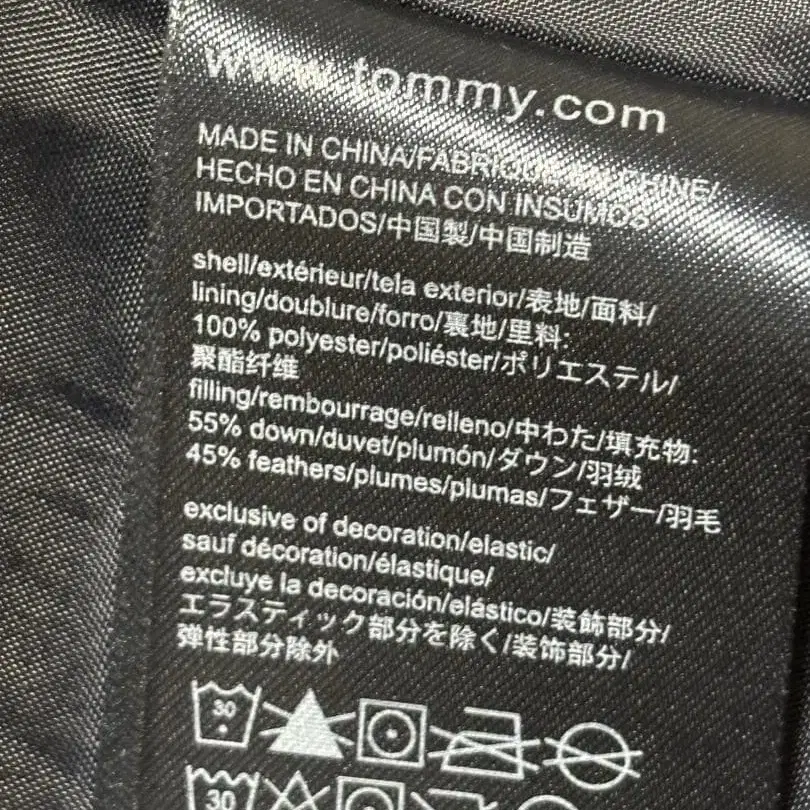 www.tommy.com
MADE IN CHINA/FABRIQUÉ EN CHINE/
HECHO EN CHINA CON INSUMOS
IMPORTADOS/中国製/中国制造
shell/extérieur/tela exterior/表地/面料/
lining/doublure/forro/裏地/里料:
100% polyester/poliéster/ポリエステル/
聚酯纤维
filling/rembourrage/relleno/中わた/填充物:
55% down/duvet/plumón/ダウン/羽绒
45% feathers/plumes/plumas/フェザー/羽毛
exclusive of decoration/elastic/
sauf décoration/élastique/
excluye la decoración/elástico/装飾部分/
エラスティック部分を除く/装饰部分/
弹性部分除外
30
30